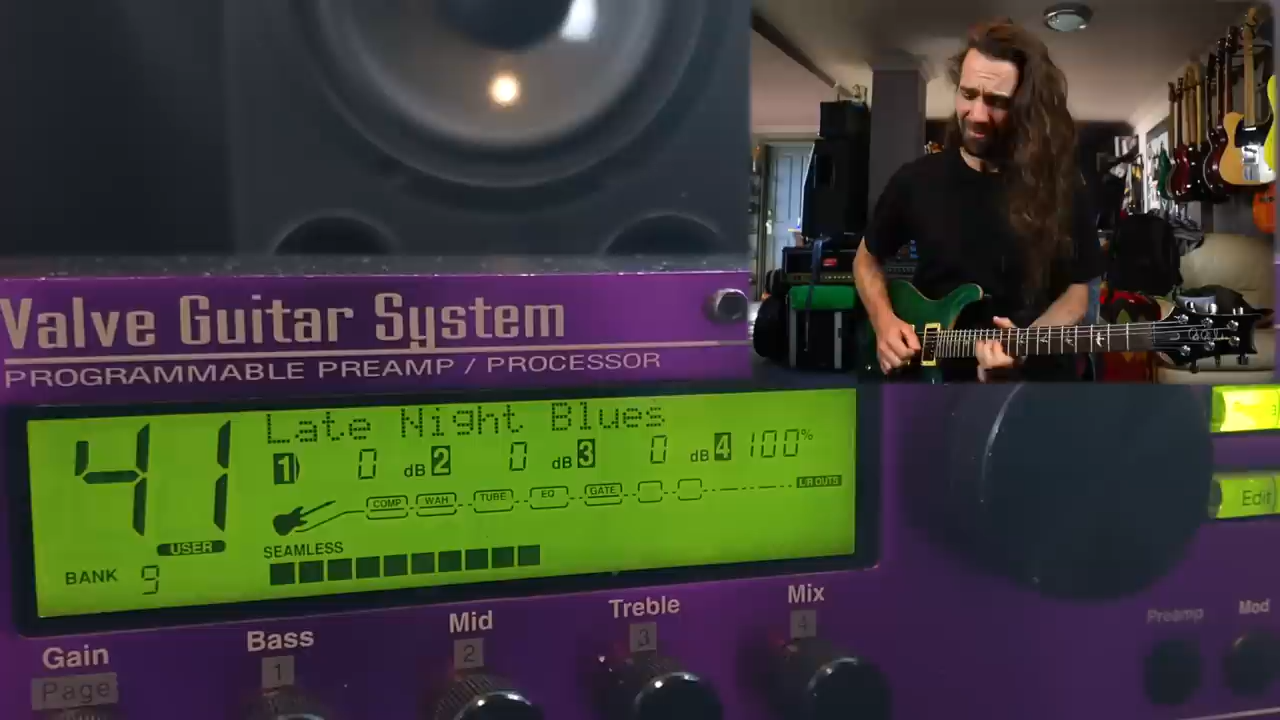 Valve Guitar System
PROGRAMMABLE PREAMP / PROCESSOR
41 Late Night Blues
1 0 dB 2 0 dB 3 0 dB 4 100%
COMP WAH TUBE EQ GATE L/R OUTS
USER
SEAMLESS
BANK 9
Edit
Gain Bass Mid Treble Mix Preamp Mod
Page 1 2 3 4